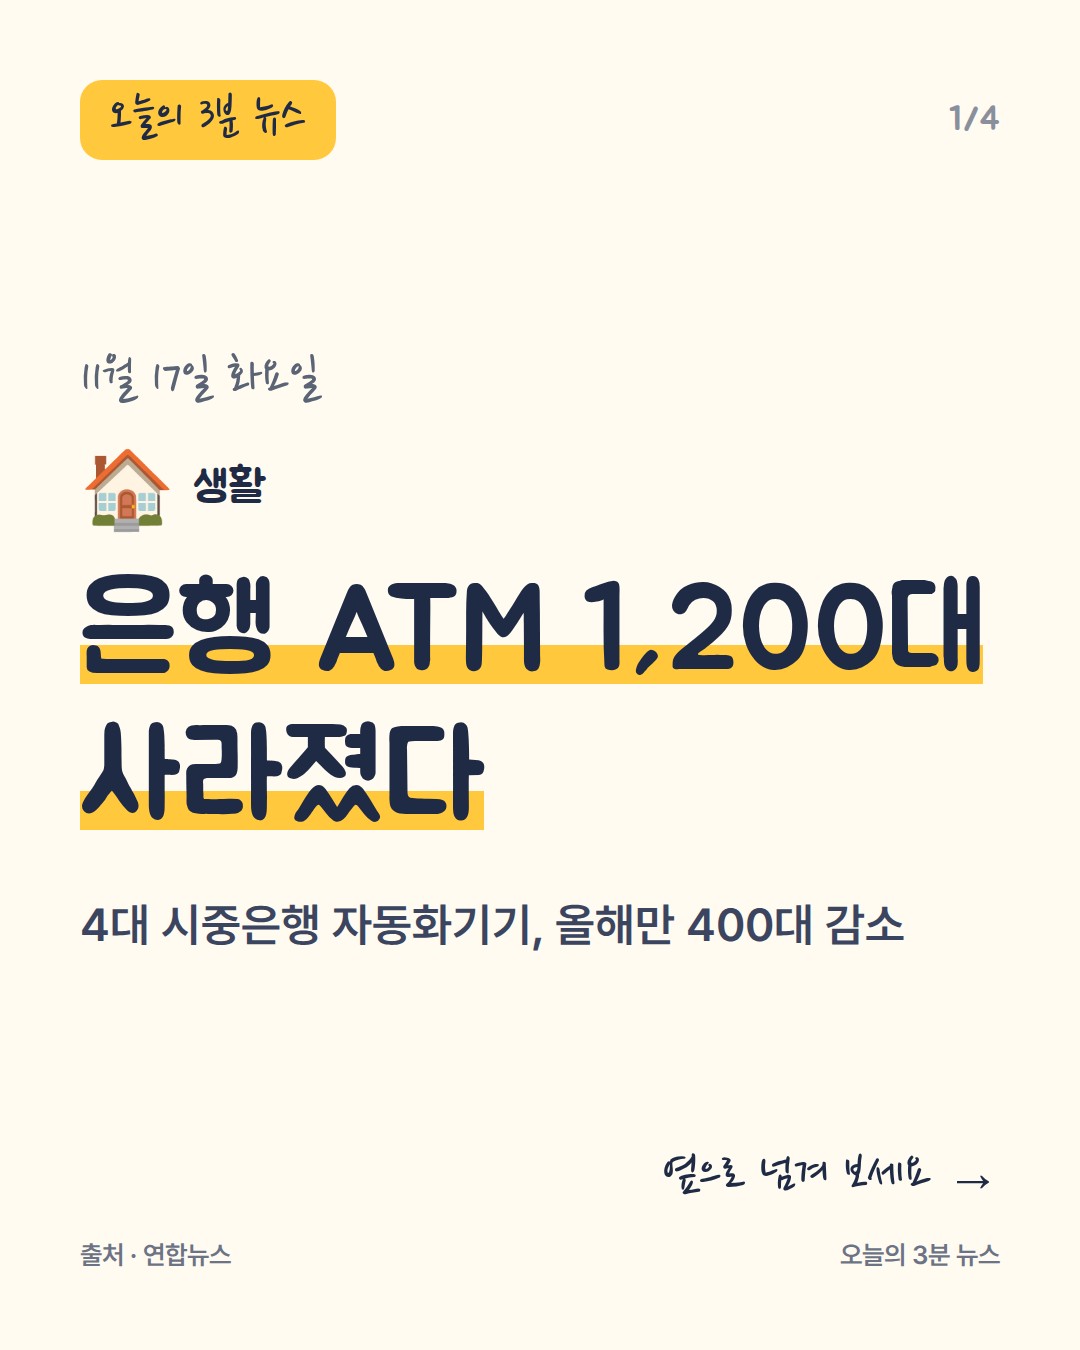 오늘의 3분 뉴스
1/4
11월 17일 화요일
생활
은행 ATM 1,200대
사라졌다
4대 시중은행 자동화기기, 올해만 400대 감소
옆으로 넘겨 보세요 →
출처 · 연합뉴스
오늘의 3분 뉴스